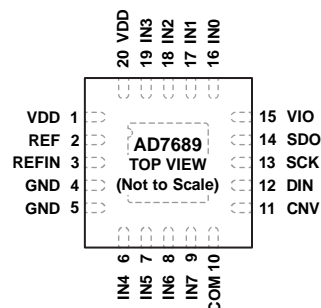 20 VDD
19 IN3
18 IN2
17 IN1
16 IN0
VDD 1
REF 2
REFIN 3
GND 4
GND 5
AD7689
TOP VIEW
(Not to Scale)
15 VIO
14 SDO
13 SCK
12 DIN
11 CNV
IN4 6
IN5 7
IN6 8
IN7 9
COM 10